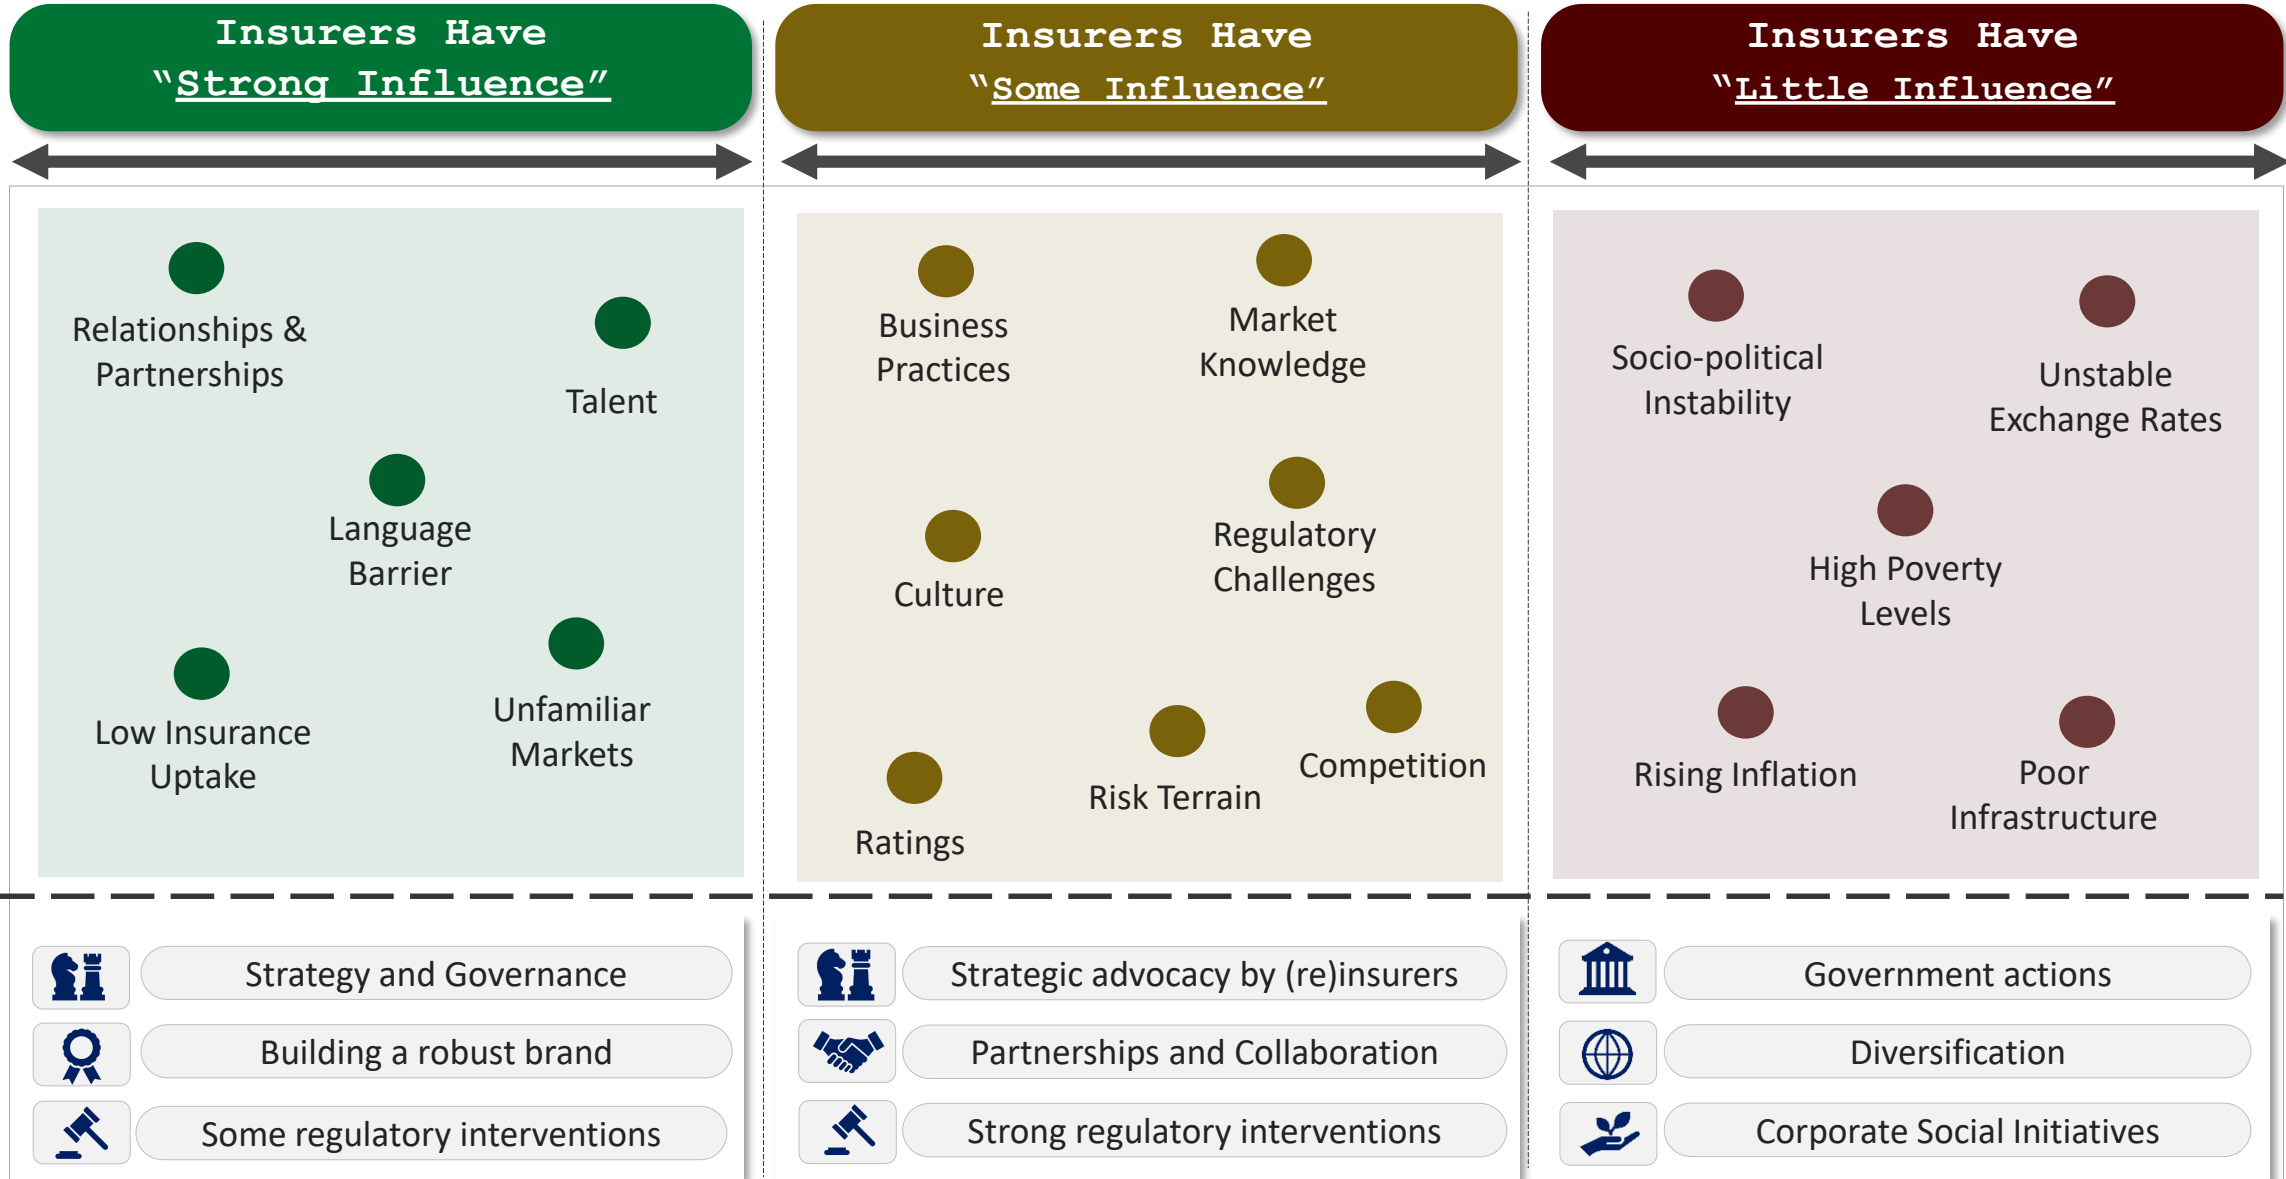 Insurers Have
“Strong Influence”
Insurers Have
“Some Influence”
Insurers Have
“Little Influence”
Relationships &
Partnerships
Talent
Language
Barrier
Low Insurance
Uptake
Unfamiliar
Markets
Business
Practices
Market
Knowledge
Culture
Regulatory
Challenges
Ratings
Risk Terrain
Competition
Socio-political
Instability
Unstable
Exchange Rates
High Poverty
Levels
Rising Inflation
Poor
Infrastructure
Strategy and Governance
Building a robust brand
Some regulatory interventions
Strategic advocacy by (re)insurers
Partnerships and Collaboration
Strong regulatory interventions
Government actions
Diversification
Corporate Social Initiatives